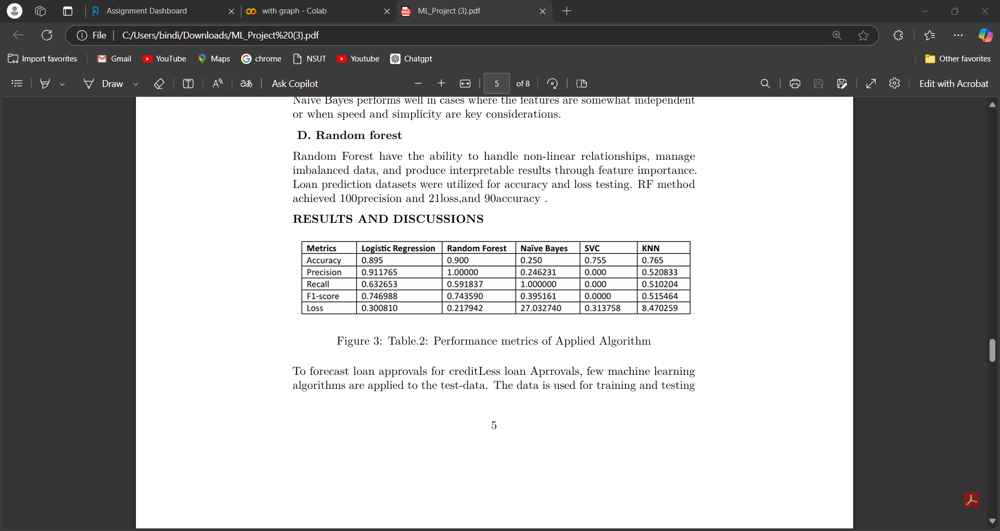 Assignment Dashboard
with graph - Colab
ML_Project (3).pdf
File
C:/Users/bindi/Downloads/ML_Project%20(3).pdf
Import favorites
Gmail
YouTube
Maps
chrome
NSUT
Youtube
Chatgpt
Other favorites
Draw
Ask Copilot
5 of 8
Edit with Acrobat
Naïve Bayes performs well in cases where the features are somewhat independent
or when speed and simplicity are key considerations.
D. Random forest
Random Forest have the ability to handle non-linear relationships, manage
imbalanced data, and produce interpretable results through feature importance.
Loan prediction datasets were utilized for accuracy and loss testing. RF method
achieved 100precision and 21loss,and 90accuracy .
RESULTS AND DISCUSSIONS
Metrics Logistic Regression Random Forest Naïve Bayes SVC KNN
Accuracy 0.895 0.900 0.250 0.755 0.765
Precision 0.911765 1.00000 0.246231 0.000 0.520833
Recall 0.632653 0.591837 1.000000 0.000 0.510204
F1-score 0.746988 0.743590 0.395161 0.0000 0.515464
Loss 0.300810 0.217942 27.032740 0.313758 8.470259
Figure 3: Table.2: Performance metrics of Applied Algorithm
To forecast loan approvals for creditLess loan Aprrovals, few machine learning
algorithms are applied to the test-data. The data is used for training and testing
5